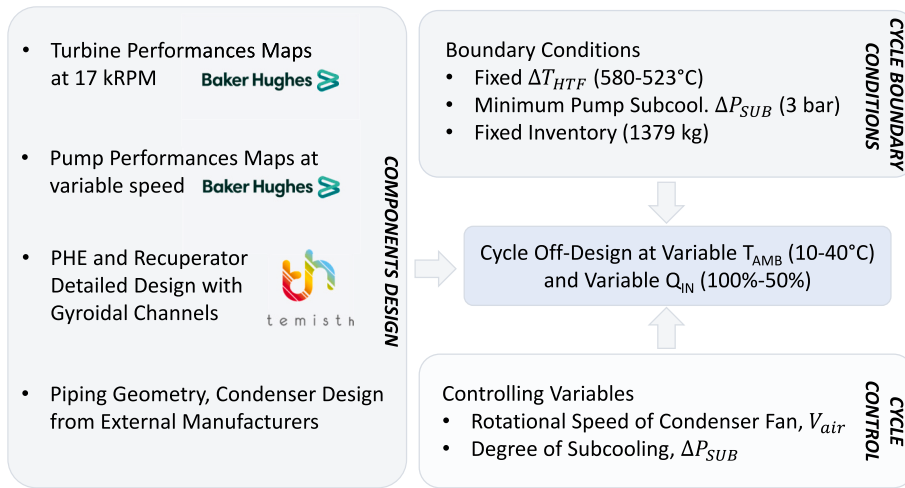 • Turbine Performances Maps
at 17 kRPM
Baker Hughes
• Pump Performances Maps at
variable speed
Baker Hughes
• PHE and Recuperator
Detailed Design with
Gyroidal Channels
temisth
• Piping Geometry, Condenser Design
from External Manufacturers
COMPONENTS DESIGN
Boundary Conditions
• Fixed ΔT_HTF (580-523°C)
• Minimum Pump Subcool. ΔP_SUB (3 bar)
• Fixed Inventory (1379 kg)
CYCLE BOUNDARY
CONDITIONS
Cycle Off-Design at Variable T_AMB (10-40°C)
and Variable Q_IN (100%-50%)
Controlling Variables
• Rotational Speed of Condenser Fan, V_air
• Degree of Subcooling, ΔP_SUB
CYCLE
CONTROL